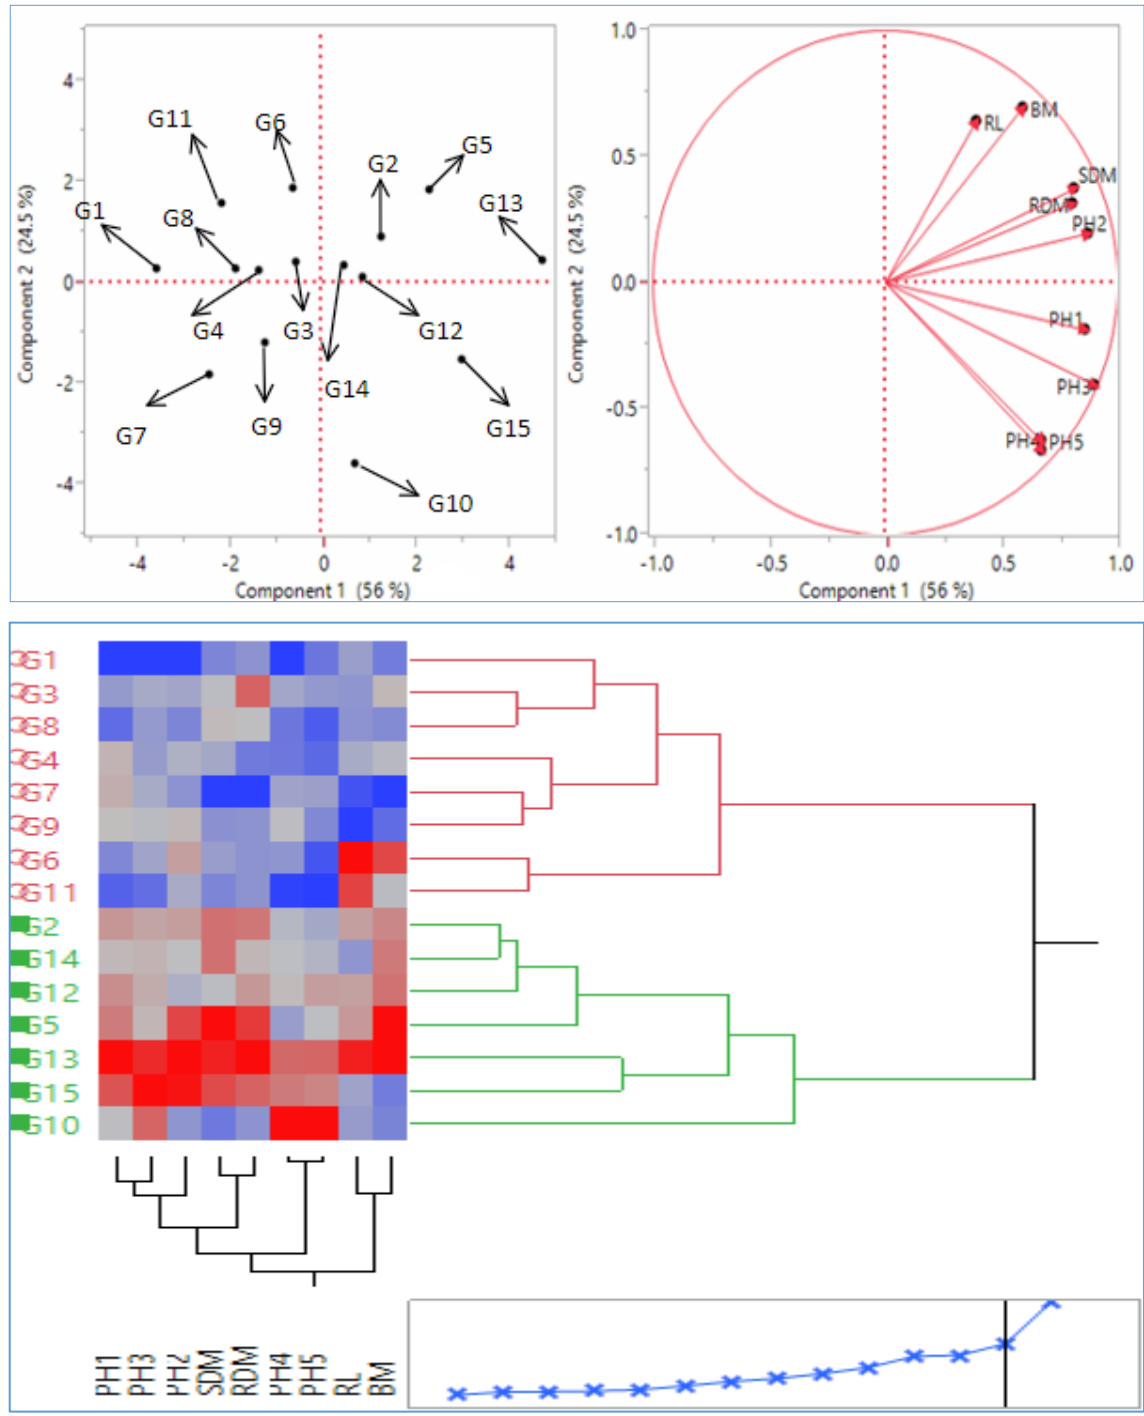 4
2
0
-2
-4
Component 2 (24.5 %)
G11
G6
G2
G5
G1
G8
G13
G4
G3
G12
G14
G7
G9
G15
G10
-4
-2
0
2
4
Component 1 (56 %)
1.0
0.5
0.0
-0.5
-1.0
Component 2 (24.5 %)
RL
BM
SDM
RDM
PH2
PH1
PH3
PH4
PH5
-1.0
-0.5
0.0
0.5
1.0
Component 1 (56 %)
G1
G3
G8
G4
G7
G9
G6
G11
G2
G14
G12
G5
G13
G15
G10
PH1
PH3
PH2
SDM
RDM
PH4
PH5
RL
BM